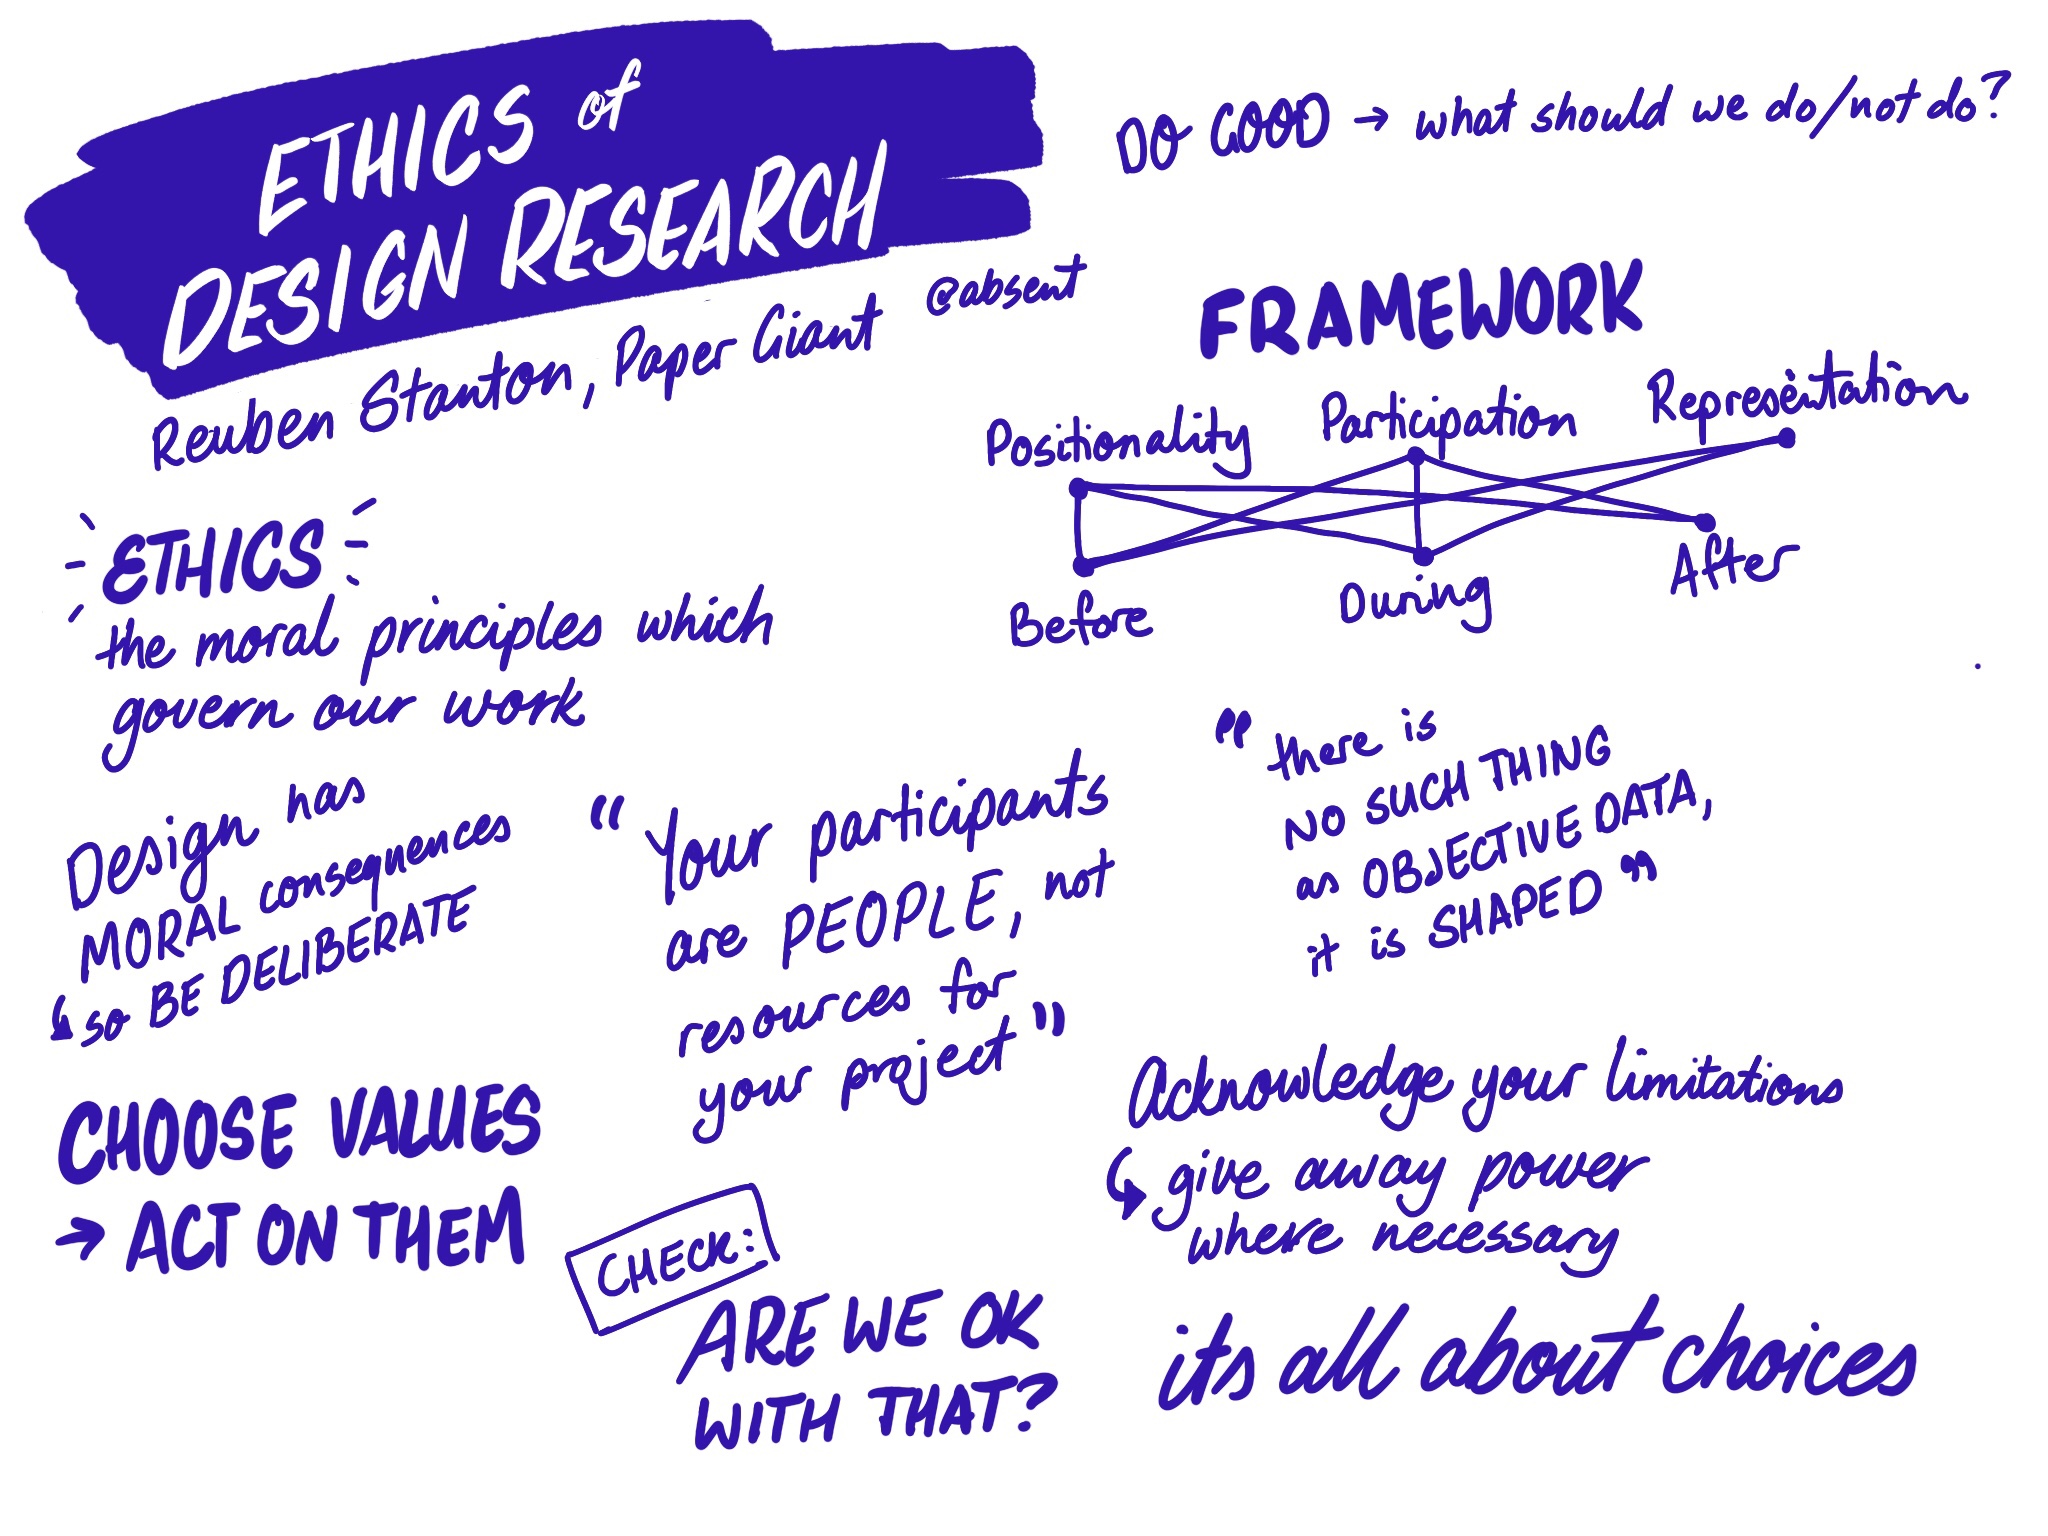 ETHICS of
DESIGN RESEARCH
Reuben Stanton, Paper Giant @absent
ETHICS
the moral principles which
govern our work
Design has
MORAL consequences
so BE DELIBERATE
CHOOSE VALUES
→ ACT ON THEM
“Your participants
are PEOPLE, not
resources for
your project”
CHECK:
ARE WE OK
WITH THAT?
DO GOOD → what should we do/not do?
FRAMEWORK
Positionality Participation Representation
Before During After
“there is
NO SUCH THING
as OBJECTIVE DATA,
it is SHAPED”
Acknowledge your limitations
give away power
where necessary
its all about choices